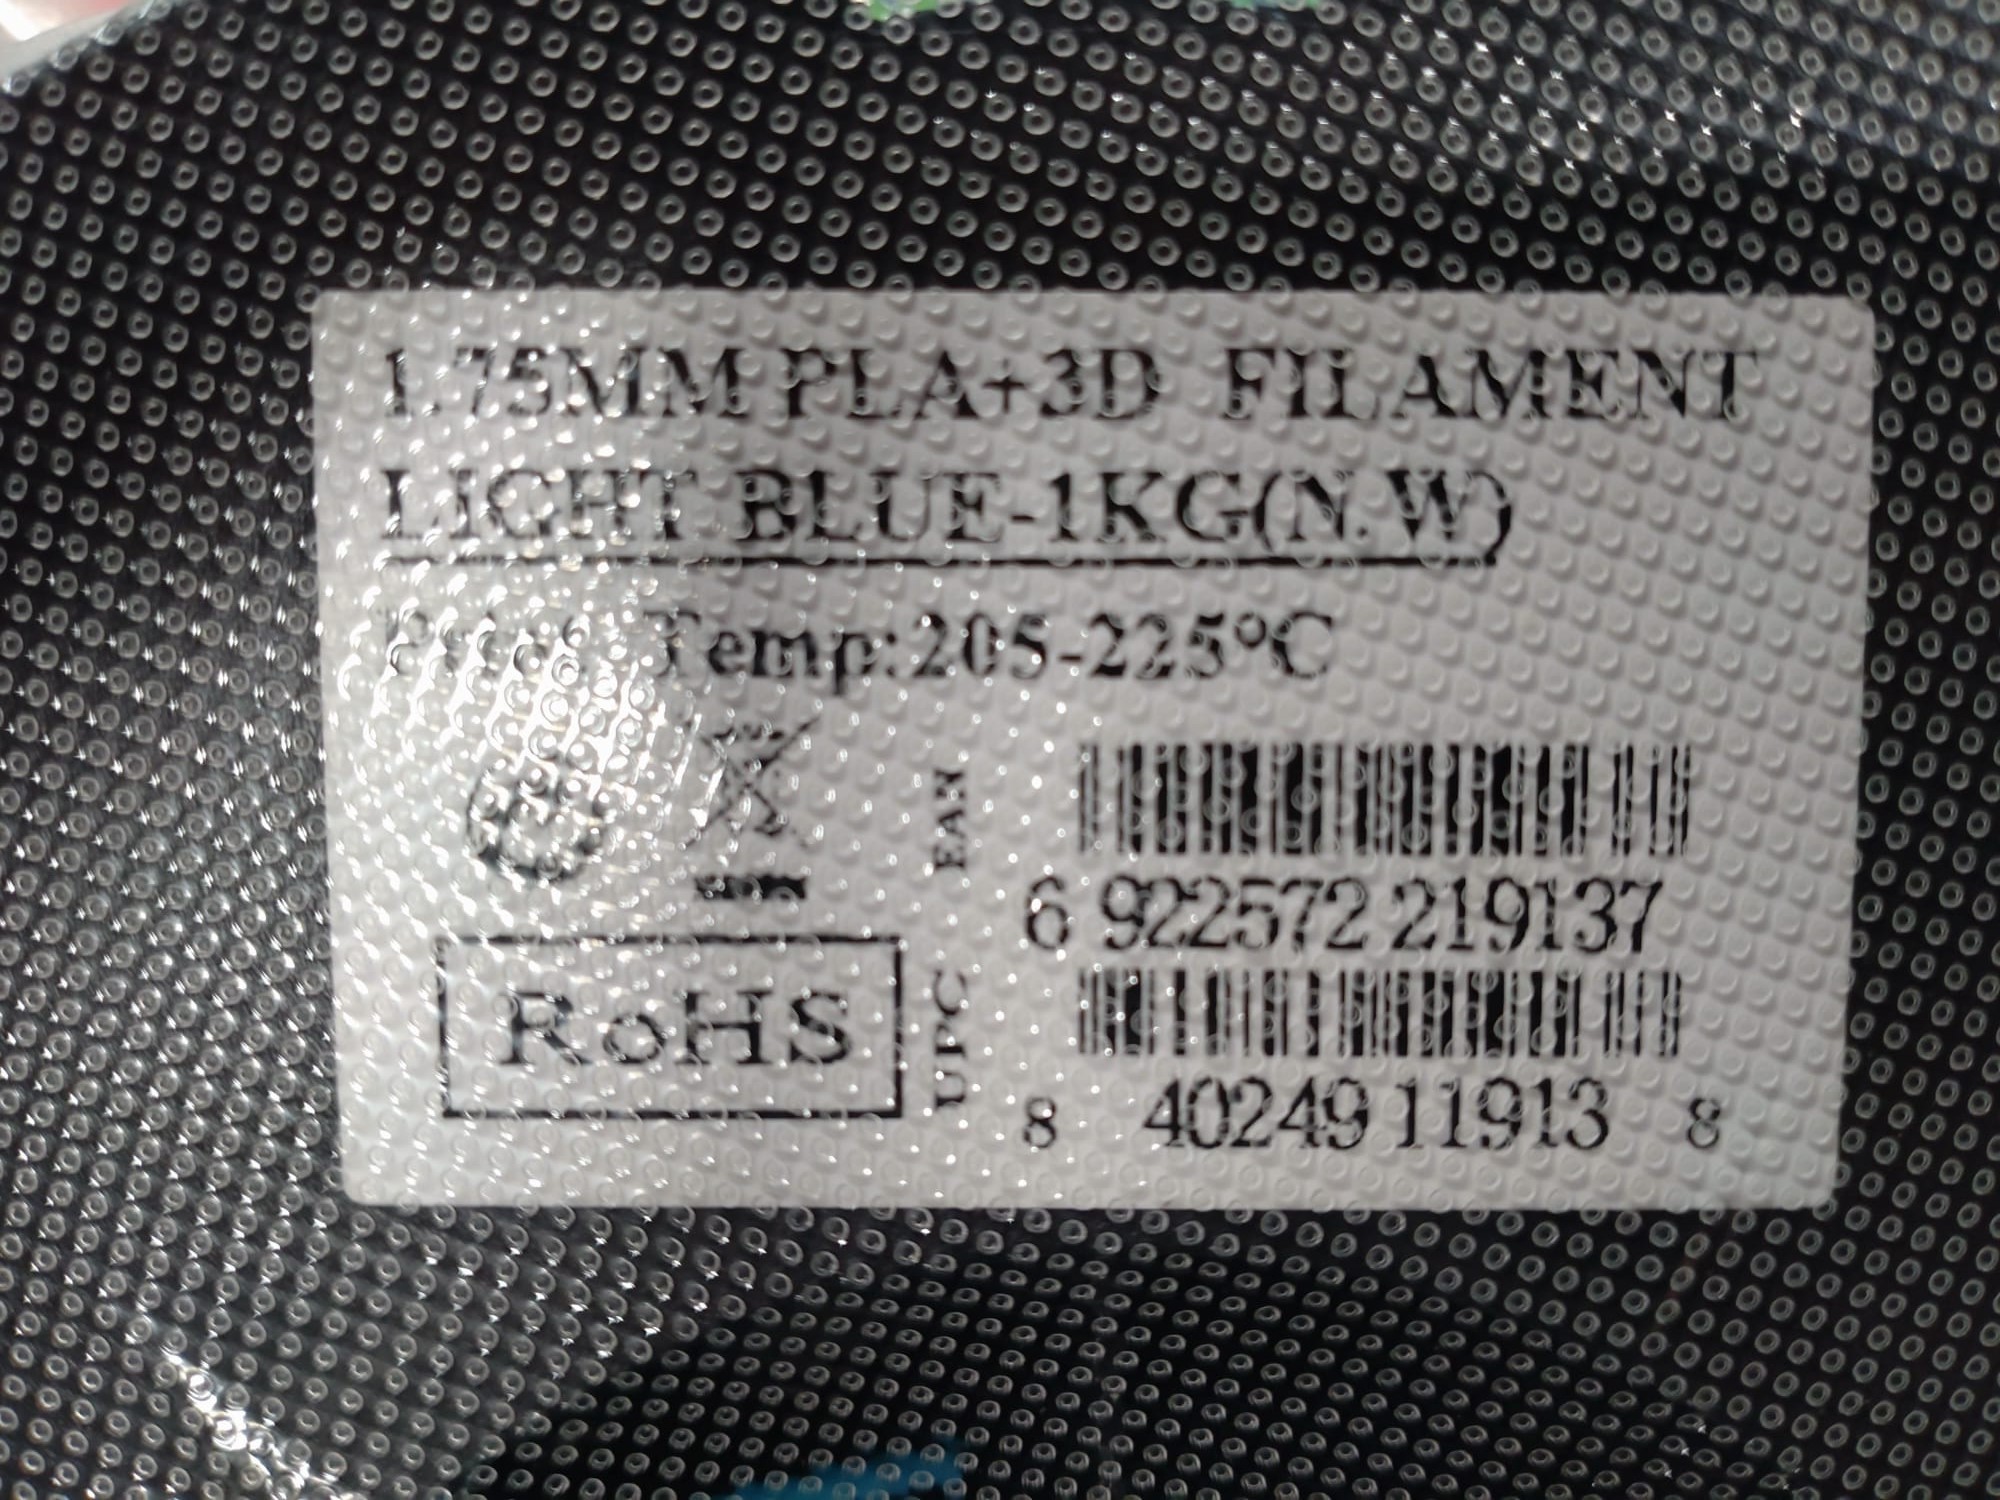 1.75MM PLA+3D FILAMENT
LIGHT BLUE-1KG(N.W)
Temp:205-225℃
EAN
6 922572 219137
RoHS
UPC
8 40249 11913 8